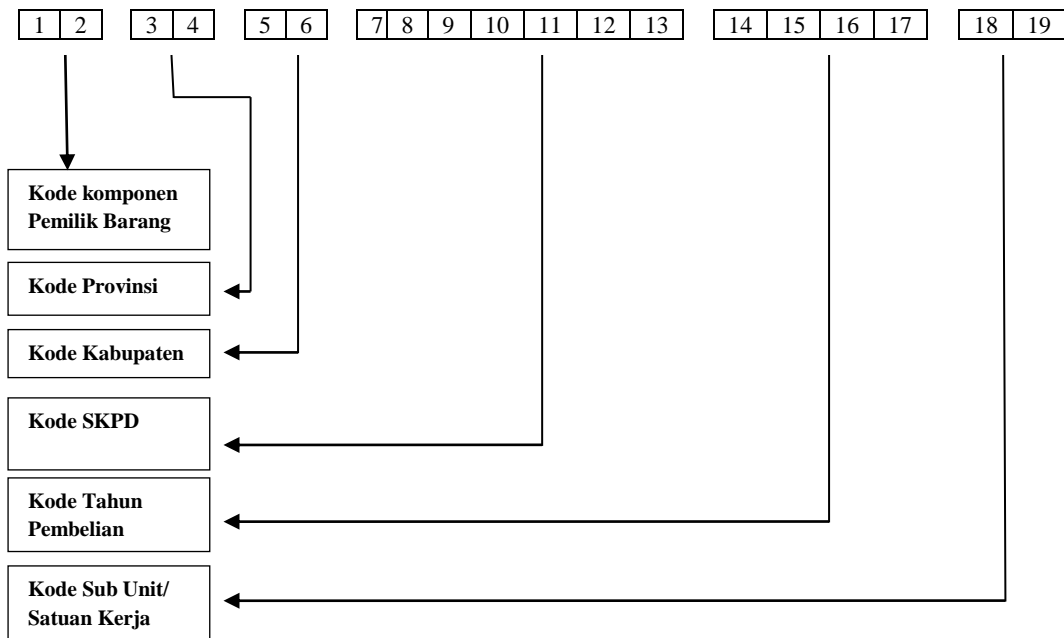 1 2 3 4 5 6 7 8 9 10 11 12 13 14 15 16 17 18 19
Kode komponen
Pemilik Barang
Kode Provinsi
Kode Kabupaten
Kode SKPD
Kode Tahun
Pembelian
Kode Sub Unit/
Satuan Kerja